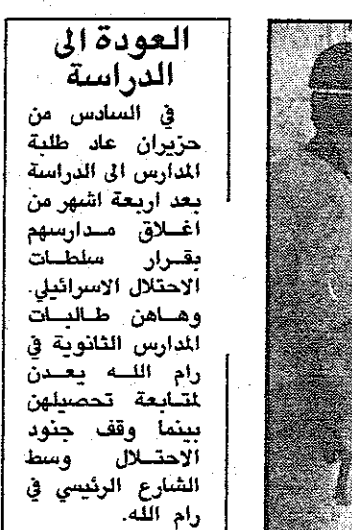 العودة الى
الدراسة
في السادس من
حزيران عاد طلبة
المدارس الى الدراسة
بعد اربعة اشهر من
اغلاق مدارسهم
بقرار سلطات
الاحتلال الاسرائيلي.
وهاهن طالبات
المدارس الثانوية في
رام الله يعدن
لمتابعة تحصيلهن
بينما وقف جنود
الاحتلال وسط
الشارع الرئيسي في
رام الله.